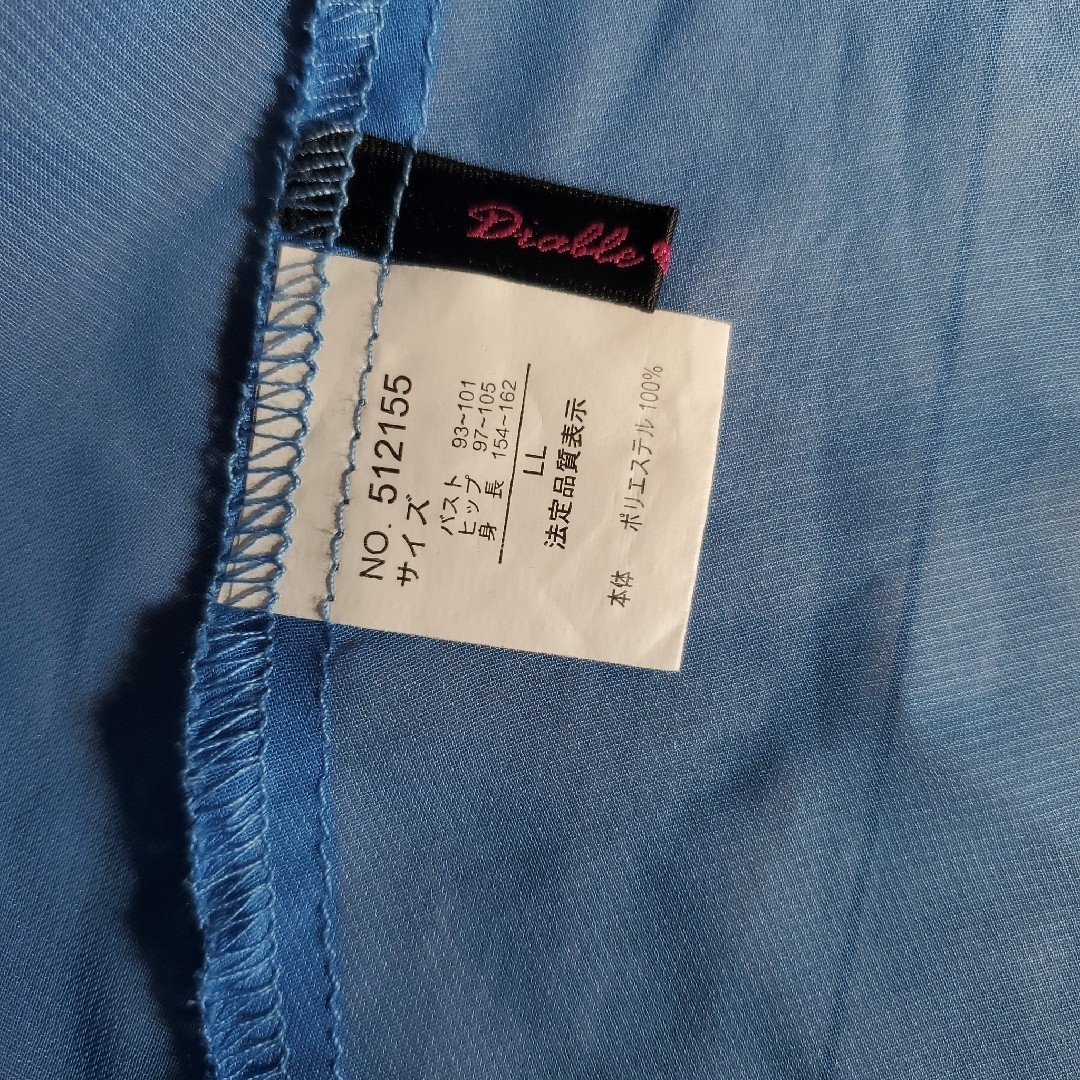 Diable
NO. 512155
サイズ
バスト 93~101
ヒップ 97~105
身 長 154~162
LL
法定品質表示
本体 ポリエステル100%